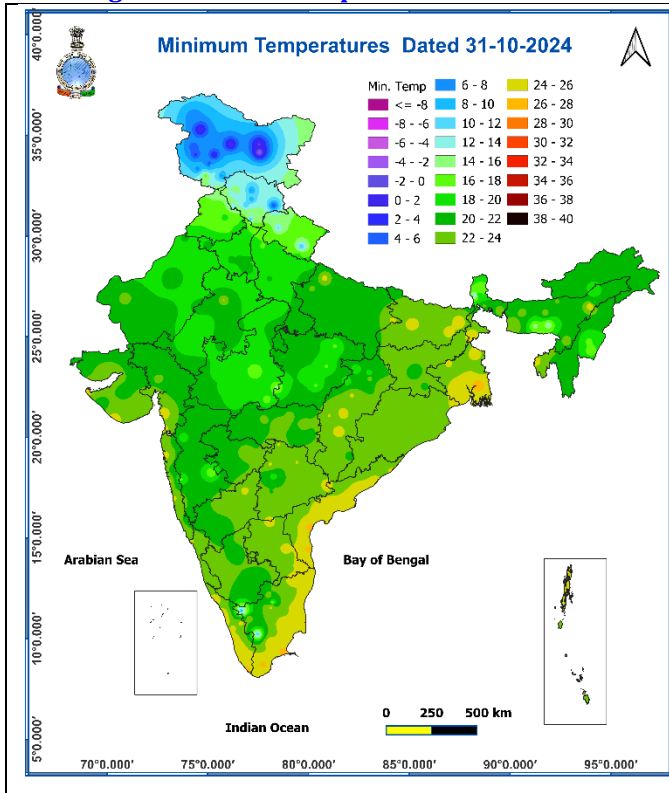 Minimum Temperatures Dated 31-10-2024
Min. Temp
<= -8
-8 - -6
-6 - -4
-4 - -2
-2 - 0
0 - 2
2 - 4
4 - 6
6 - 8
8 - 10
10 - 12
12 - 14
14 - 16
16 - 18
18 - 20
20 - 22
22 - 24
24 - 26
26 - 28
28 - 30
30 - 32
32 - 34
34 - 36
36 - 38
38 - 40
40°0.000'
35°0.000'
30°0.000'
25°0.000'
20°0.000'
15°0.000'
10°0.000'
5°0.000'
Arabian Sea
Bay of Bengal
Indian Ocean
0 250 500 km
70°0.000' 75°0.000' 80°0.000' 85°0.000' 90°0.000' 95°0.000'